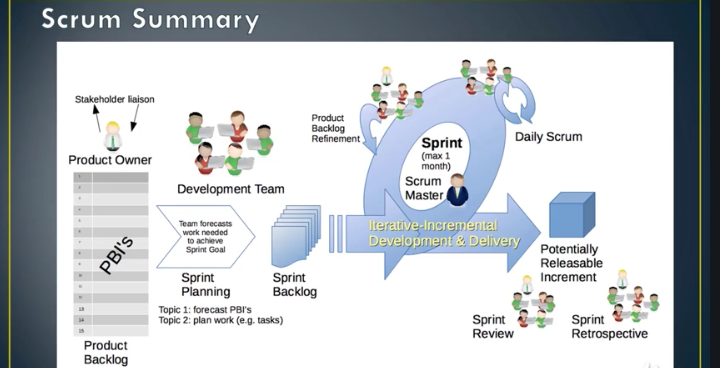 Scrum Summary
Stakeholder liaison
Product Owner
Development Team
PBI's
Product
Backlog
Team forecasts
work needed
to achieve
Sprint Goal
Sprint
Planning
Topic 1: forecast PBI's
Topic 2: plan work (e.g. tasks)
Sprint
Backlog
Product
Backlog
Refinement
Sprint
(max 1
month)
Scrum
Master
Daily Scrum
Iterative-Incremental
Development & Delivery
Potentially
Releasable
Increment
Sprint
Review
Sprint
Retrospective